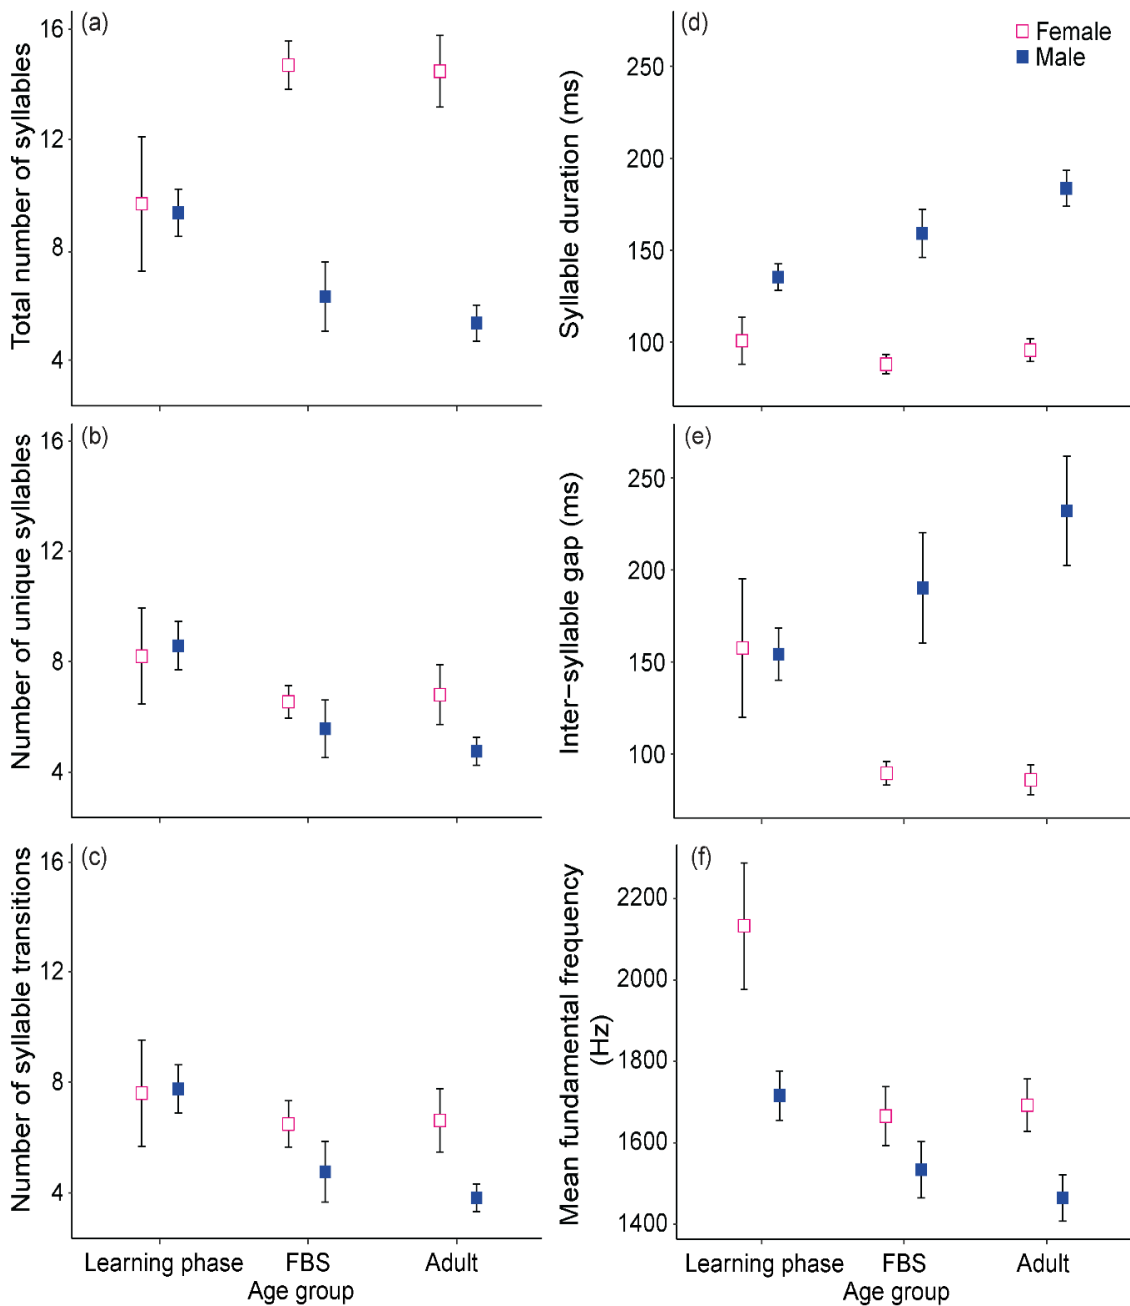 (a)
Total number of syllables
16
12
8
4
(d)
Female
Male
Syllable duration (ms)
250
200
150
100
(b)
Number of unique syllables
16
12
8
4
(e)
Inter−syllable gap (ms)
250
200
150
100
(c)
Number of syllable transitions
16
12
8
4
Learning phase
FBS
Adult
Age group
(f)
Mean fundamental frequency
(Hz)
2200
2000
1800
1600
1400
Learning phase
FBS
Adult
Age group